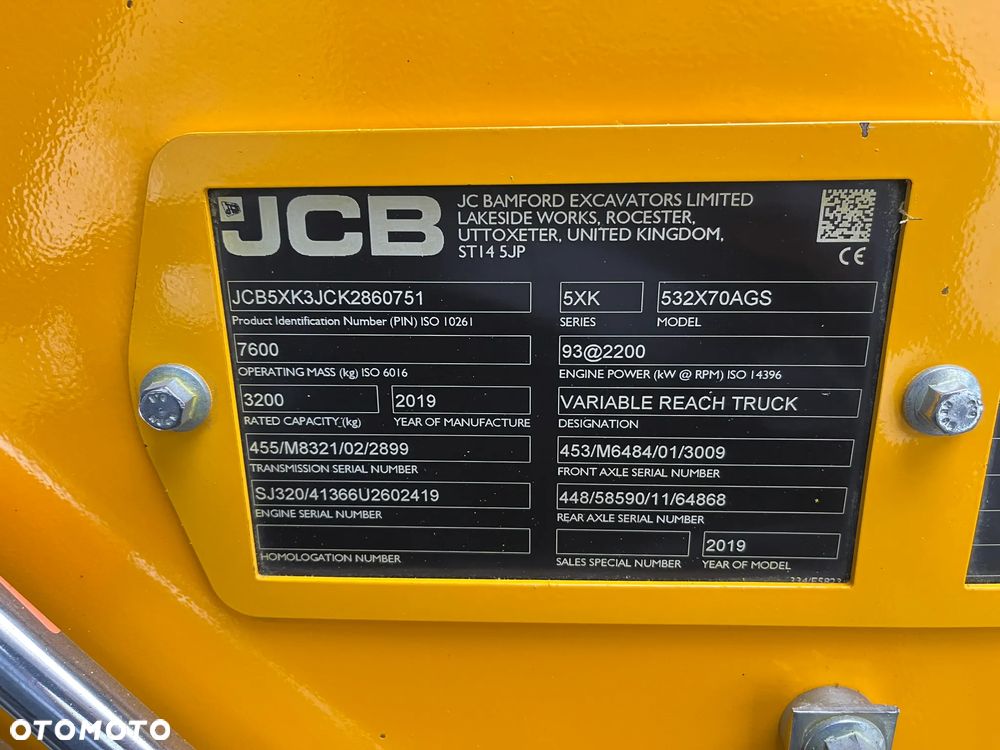 JCB
JC BAMFORD EXCAVATORS LIMITED
LAKESIDE WORKS, ROCESTER,
UTTOXETER, UNITED KINGDOM,
ST14 5JP
CE
JCB5XK3JCK2860751
Product Identification Number (PIN) ISO 10261
5XK
SERIES
532X70AGS
MODEL
7600
OPERATING MASS (kg) ISO 6016
93@2200
ENGINE POWER (kW @ RPM) ISO 14396
3200
RATED CAPACITY (kg)
2019
YEAR OF MANUFACTURE
VARIABLE REACH TRUCK
DESIGNATION
455/M8321/02/2899
TRANSMISSION SERIAL NUMBER
453/M6484/01/3009
FRONT AXLE SERIAL NUMBER
SJ320/41366U2602419
ENGINE SERIAL NUMBER
448/58590/11/64868
REAR AXLE SERIAL NUMBER
HOMOLOGATION NUMBER
SALES SPECIAL NUMBER
2019
YEAR OF MODEL
8.8
8.8
OTOMOTO